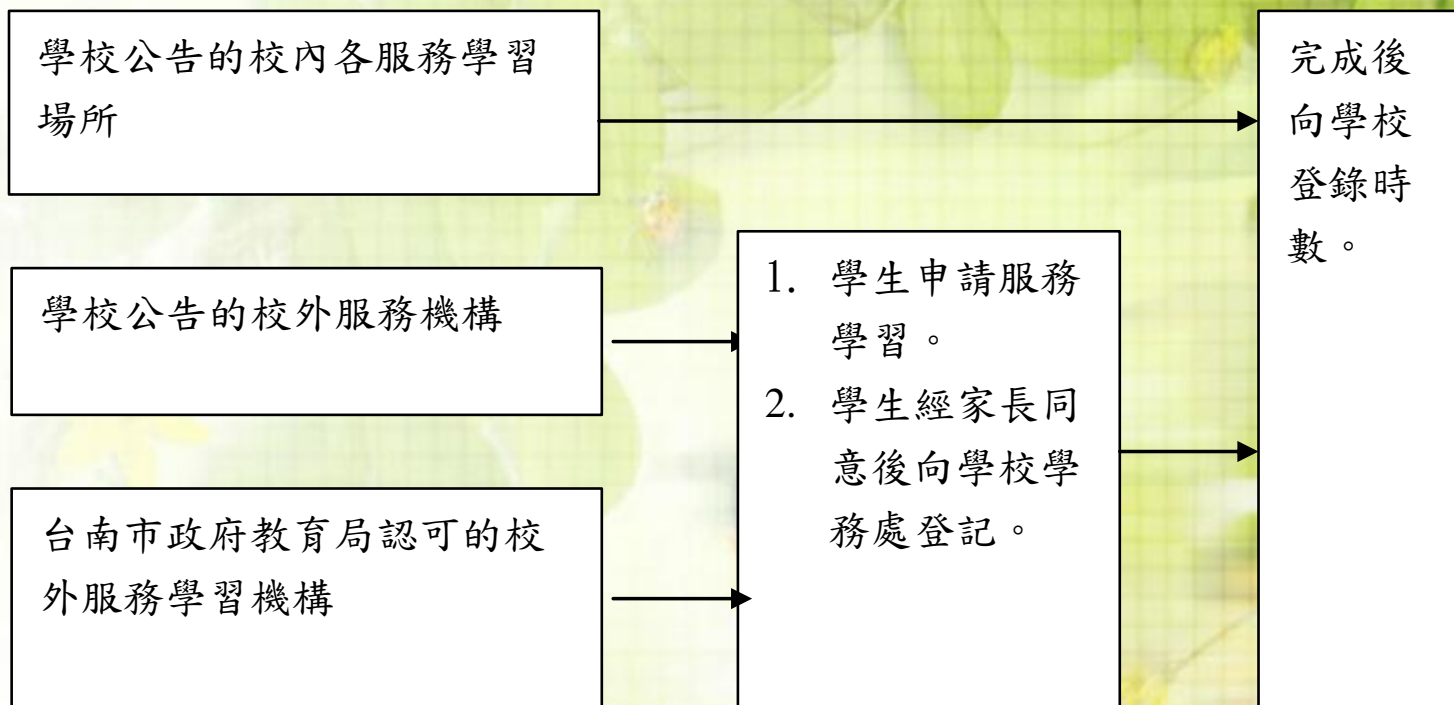 學校公告的校內各服務學習
場所
學校公告的校外服務機構
台南市政府教育局認可的校
外服務學習機構
1. 學生申請服務
學習。
2. 學生經家長同
意後向學校學
務處登記。
完成後
向學校
登錄時
數。